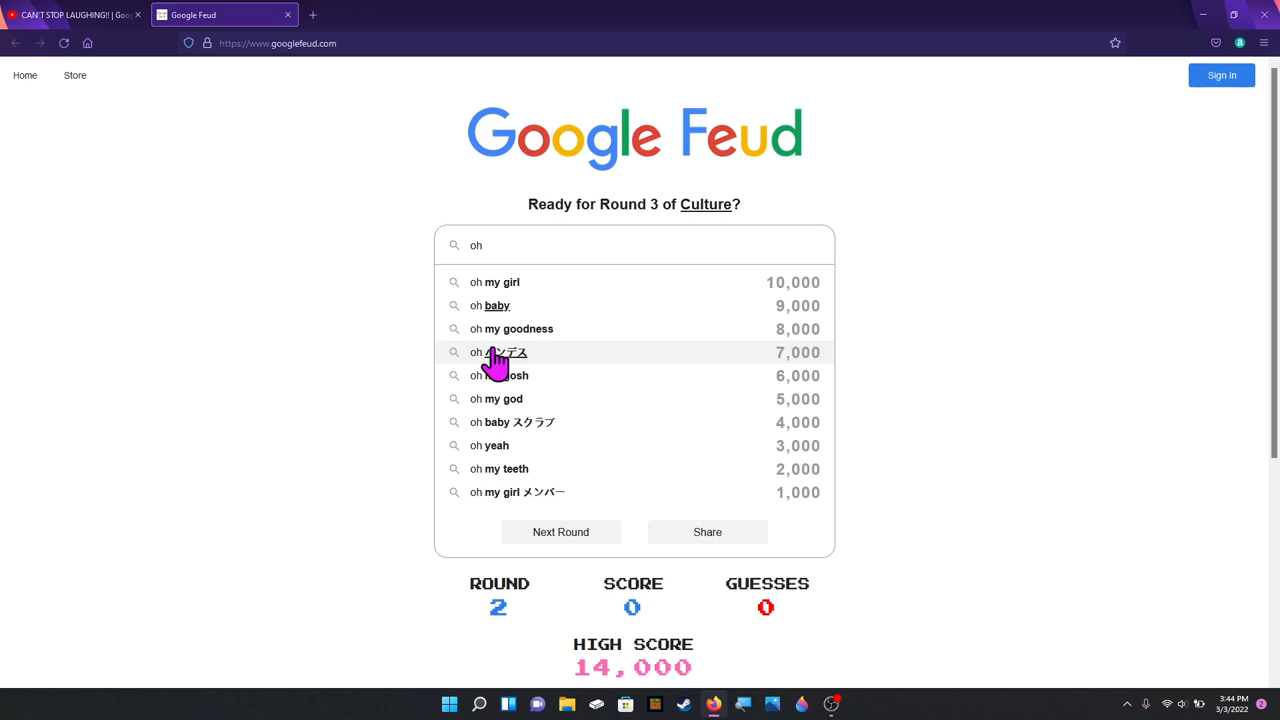 CAN'T STOP LAUGHING!! | Goo
Google Feud
https://www.googlefeud.com
Home
Store
Sign In
Google Feud
Ready for Round 3 of Culture?
oh
oh my girl 10,000
oh baby 9,000
oh my goodness 8,000
oh 7,000
oh gosh 6,000
oh my god 5,000
oh baby スクラブ 4,000
oh yeah 3,000
oh my teeth 2,000
oh my girl メンバー 1,000
Next Round
Share
ROUND SCORE GUESSES
2 0 0
HIGH SCORE
14,000
3:44 PM
3/3/2022
2